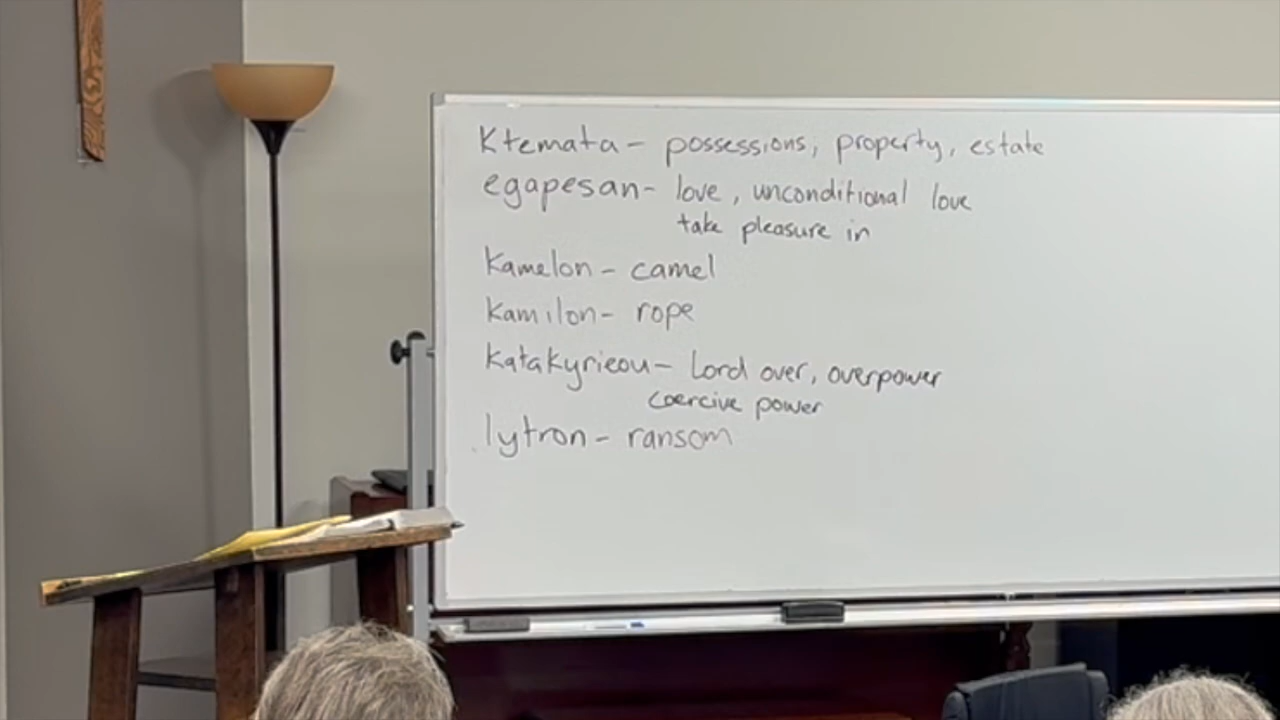 Ktemata - possessions, property, estate
egapesan - love, unconditional love
take pleasure in
Kamelon - camel
Kamilon - rope
Katakyrieou - Lord over, overpower
coercive power
lytron - ransom